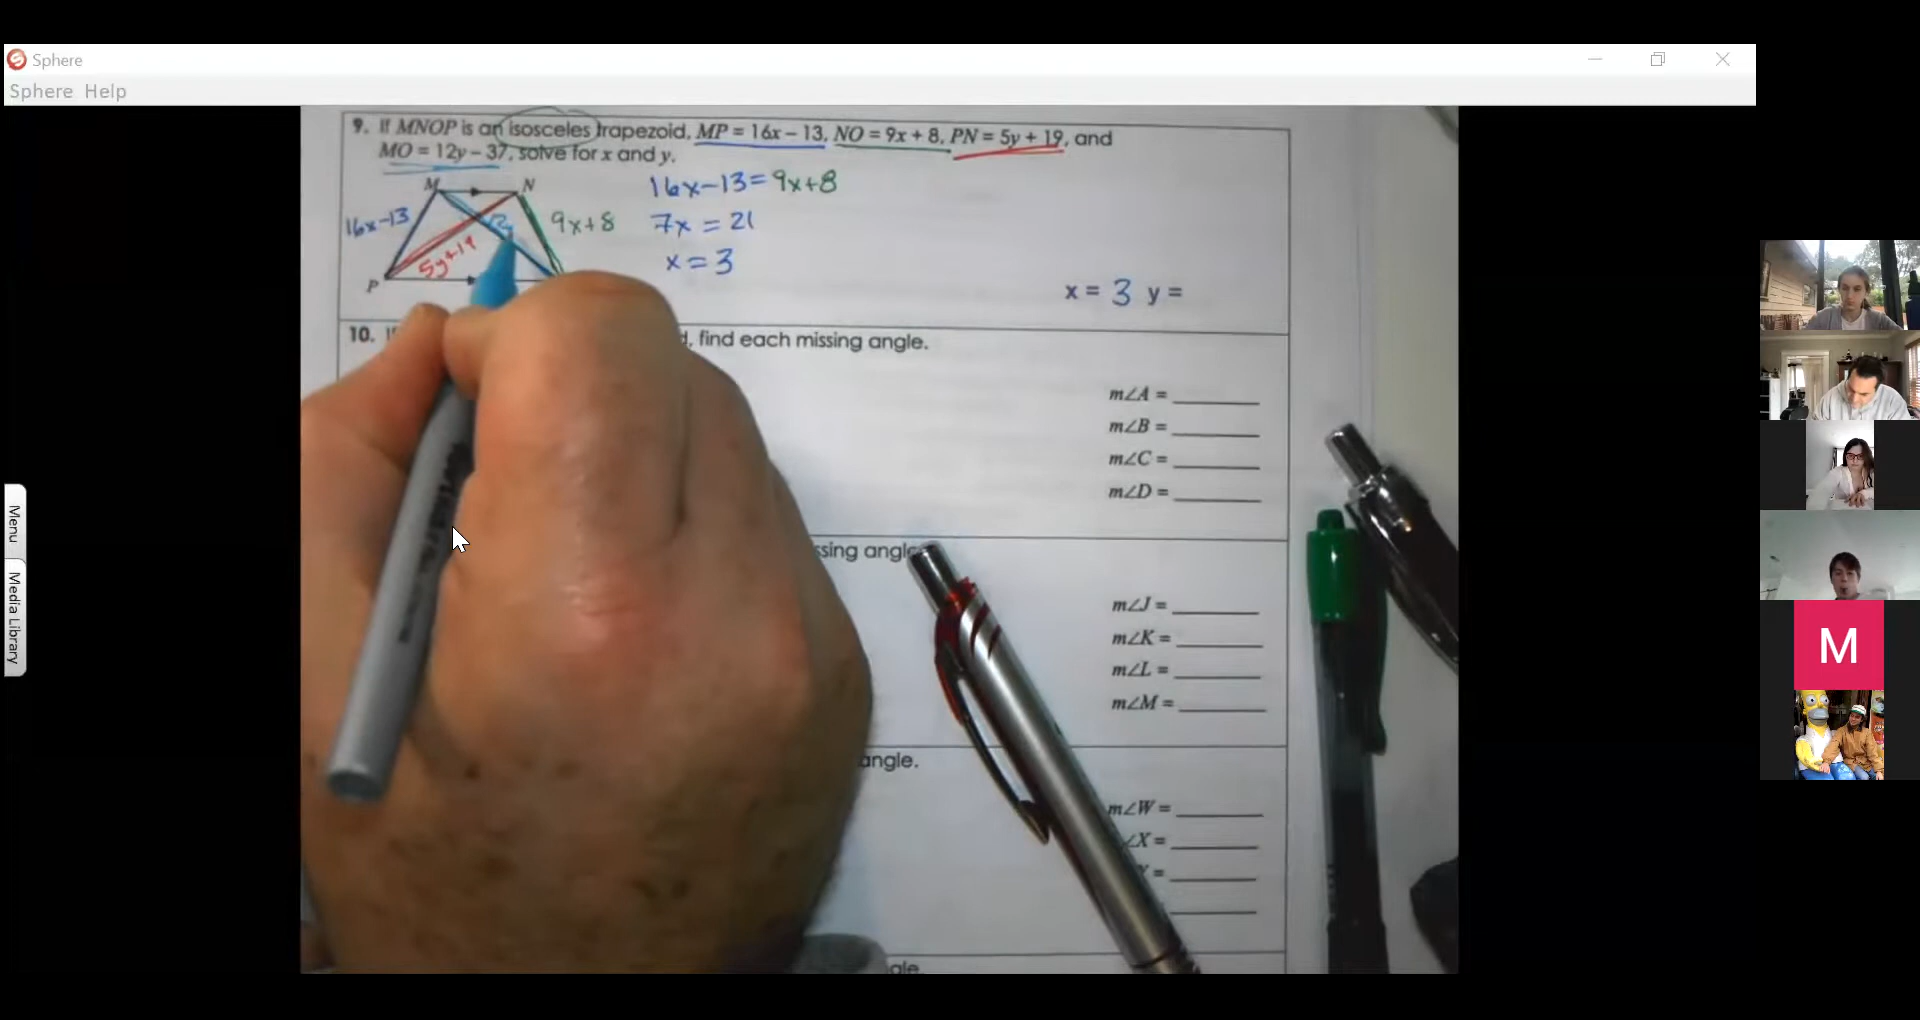 Sphere
Sphere Help
9. If MNOP is an isosceles trapezoid, MP = 16x – 13, NO = 9x + 8, PN = 5y + 19, and
MO = 12y – 37, solve for x and y.
M N
16x-13 = 9x+8
16x-13
9x+8
7x = 21
5y+19
x = 3
P
x = 3 y =
10.
, find each missing angle.
m∠A =
m∠B =
m∠C =
m∠D =
m∠J =
m∠K =
m∠L =
m∠M =
angle.
m∠W =
∠X =
Menu
Media Library
M